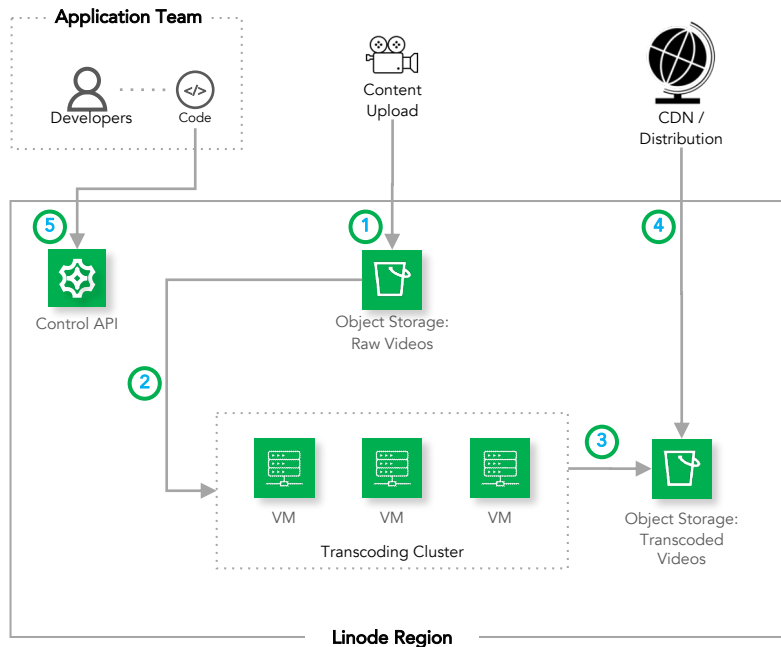 Application Team
Developers
</>
Code
Content
Upload
CDN /
Distribution
5
1
4
Control API
Object Storage:
Raw Videos
2
3
VM
VM
VM
Transcoding Cluster
Object Storage:
Transcoded
Videos
Linode Region